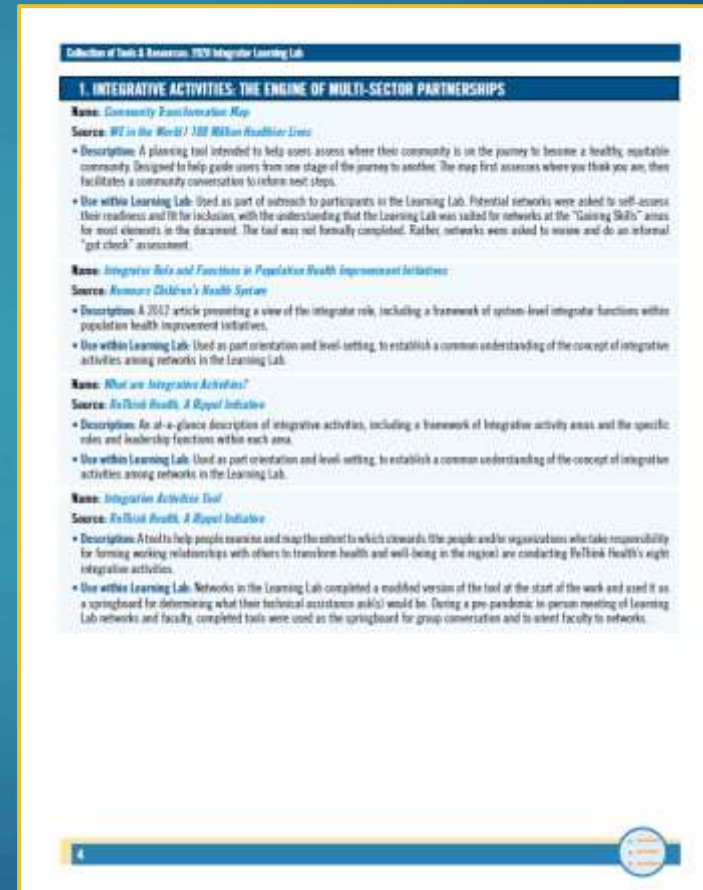 Collection of Tools & Resources: 2020 Integrator Learning Lab
1. INTEGRATIVE ACTIVITIES: THE ENGINE OF MULTI-SECTOR PARTNERSHIPS
Name: Community Transformation Map
Source: WE in the World / 100 Million Healthier Lives
• Description: A planning tool intended to help users assess where their community is on the journey to become a healthy, equitable
community. Designed to help guide users from one stage of the journey to another. The map first assesses where you think you are, then
facilitates a community conversation to inform next steps.
• Use within Learning Lab: Used as part of outreach to participants in the Learning Lab. Potential networks were asked to self-assess
their readiness and fit for inclusion, with the understanding that the Learning Lab was suited for networks at the "Gaining Skills" areas
for most elements in the document. The tool was not formally completed. Rather, networks were asked to review and do an informal
"gut check" assessment.
Name: Integrator Role and Functions in Population Health Improvement Initiatives
Source: Nemours Children's Health System
• Description: A 2012 article presenting a view of the integrator role, including a framework of system-level integrator functions within
population health improvement initiatives.
• Use within Learning Lab: Used as part orientation and level-setting, to establish a common understanding of the concept of integrative
activities among networks in the Learning Lab.
Name: What are Integrative Activities?
Source: ReThink Health, A Rippel Initiative
• Description: An at-a-glance description of integrative activities, including a framework of Integrative activity areas and the specific
roles and leadership functions within each area.
• Use within Learning Lab: Used as part orientation and level-setting, to establish a common understanding of the concept of integrative
activities among networks in the Learning Lab.
Name: Integrative Activities Tool
Source: ReThink Health, A Rippel Initiative
• Description: A tool to help people examine and map the extent to which stewards (the people and/or organizations who take responsibility
for forming working relationships with others to transform health and well-being in the region) are conducting ReThink Health's eight
integrative activities.
• Use within Learning Lab: Networks in the Learning Lab completed a modified version of the tool at the start of the work and used it as
a springboard for determining what their technical assistance ask(s) would be. During a pre-pandemic in-person meeting of Learning
Lab networks and faculty, completed tools were used as the springboard for group conversation and to orient faculty to networks.
4